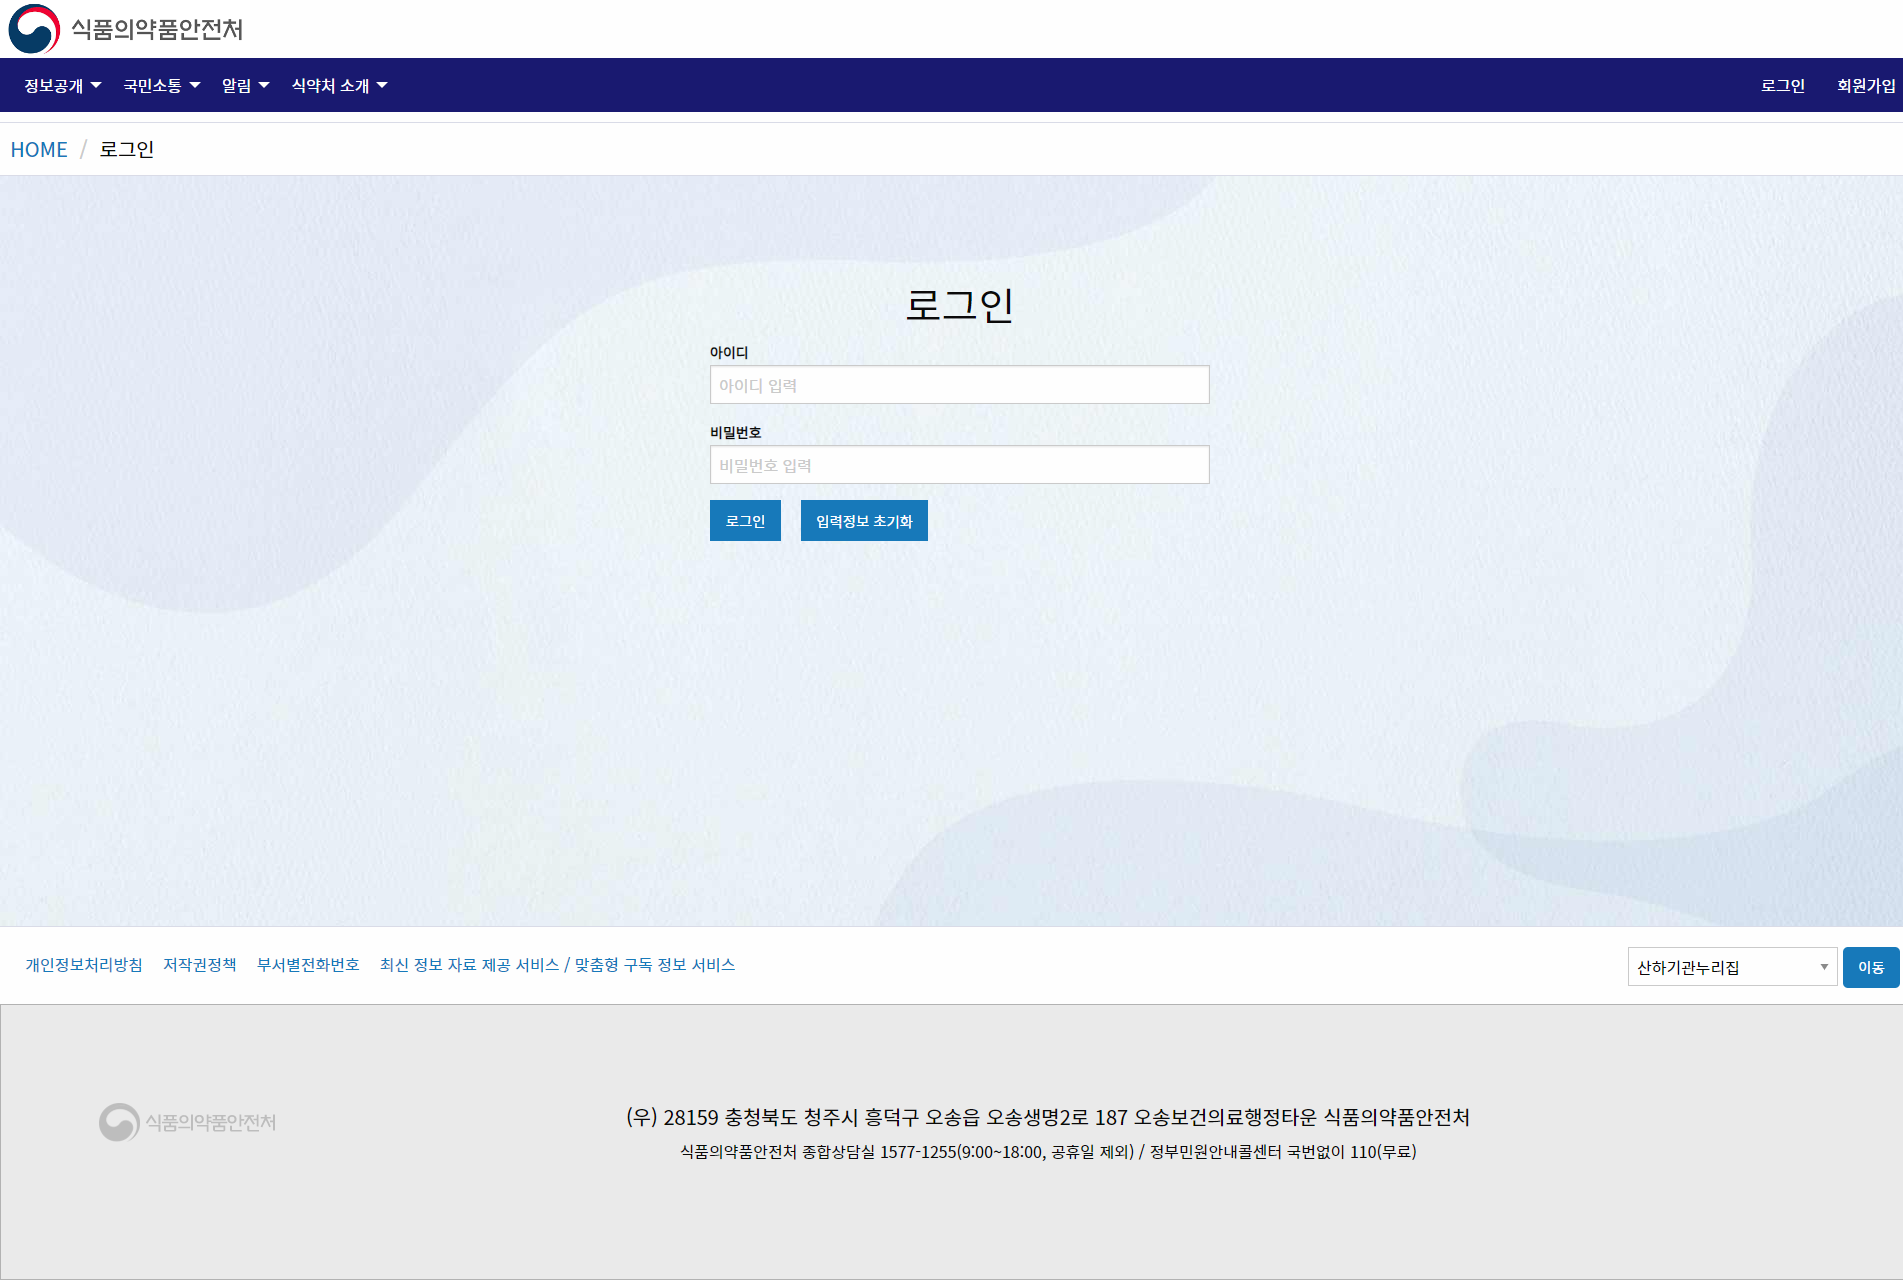 식품의약품안전처
정보공개 국민소통 알림 식약처 소개 로그인 회원가입
HOME / 로그인
로그인
아이디
아이디 입력
비밀번호
비밀번호 입력
로그인 입력정보 초기화
개인정보처리방침 저작권정책 부서별전화번호 최신 정보 자료 제공 서비스 / 맞춤형 구독 정보 서비스 산하기관누리집 이동
식품의약품안전처
(우) 28159 충청북도 청주시 흥덕구 오송읍 오송생명2로 187 오송보건의료행정타운 식품의약품안전처
식품의약품안전처 종합상담실 1577-1255(9:00~18:00, 공휴일 제외) / 정부민원안내콜센터 국번없이 110(무료)